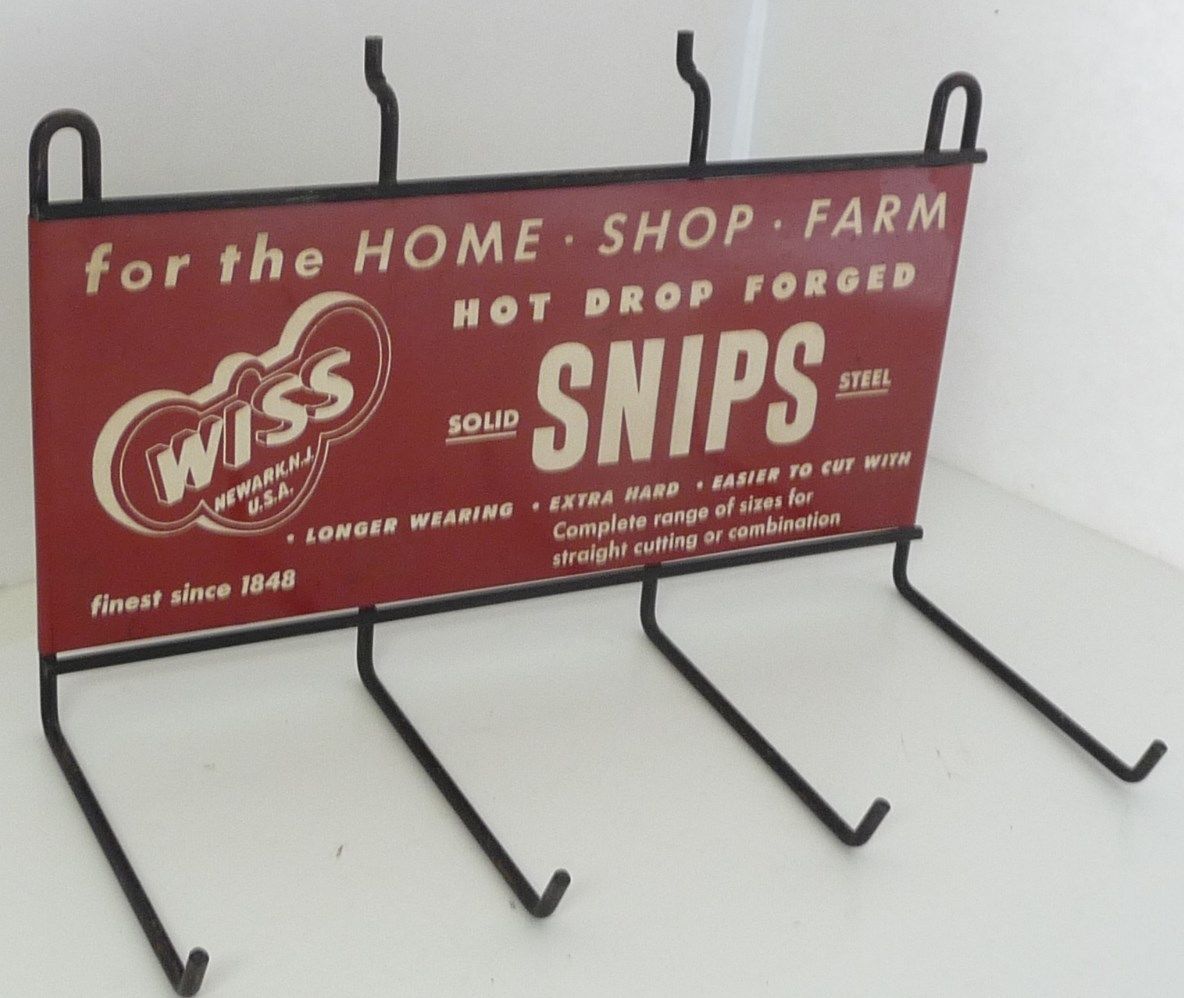 for the HOME · SHOP · FARM
HOT DROP FORGED
SOLID SNIPS STEEL
WISS
NEWARK, N.J.
U.S.A.
• LONGER WEARING • EXTRA HARD • EASIER TO CUT WITH
Complete range of sizes for
straight cutting or combination
finest since 1848